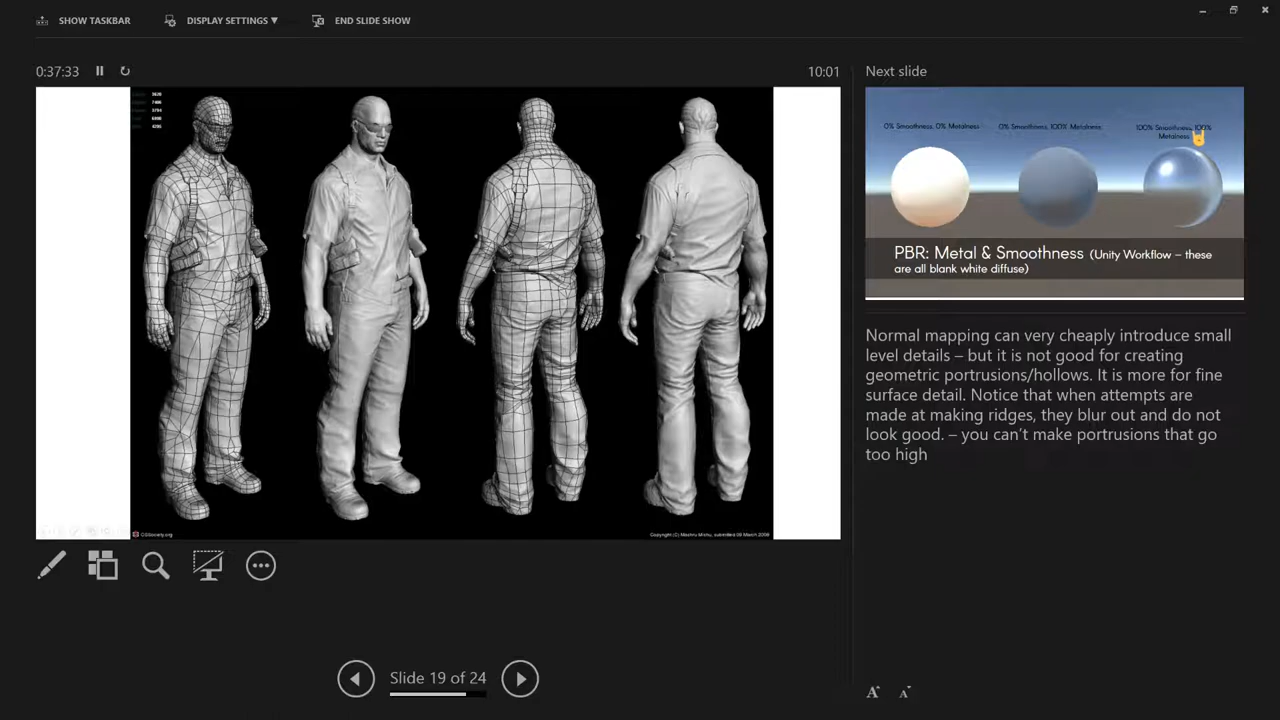 SHOW TASKBAR
DISPLAY SETTINGS ▼
END SLIDE SHOW
0:37:33
10:01
Next slide
0% Smoothness, 0% Metalness
0% Smoothness, 100% Metalness
100% Smoothness, 100%
Metalness
PBR: Metal & Smoothness (Unity Workflow – these
are all blank white diffuse)
Normal mapping can very cheaply introduce small
level details – but it is not good for creating
geometric portrusions/hollows. It is more for fine
surface detail. Notice that when attempts are
made at making ridges, they blur out and do not
look good. – you can't make portrusions that go
too high
CGSociety.org
Slide 19 of 24
A A